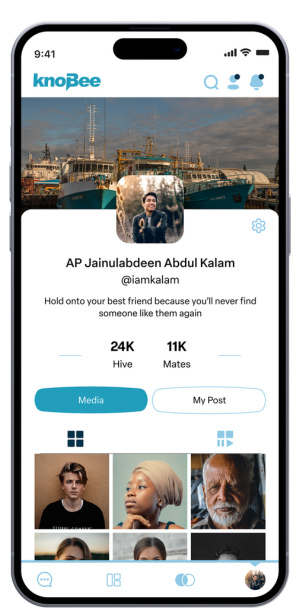 9:41
knoBee
AP Jainulabdeen Abdul Kalam
@iamkalam
Hold onto your best friend because you'll never find
someone like them again
24K 11K
Hive Mates
Media My Post